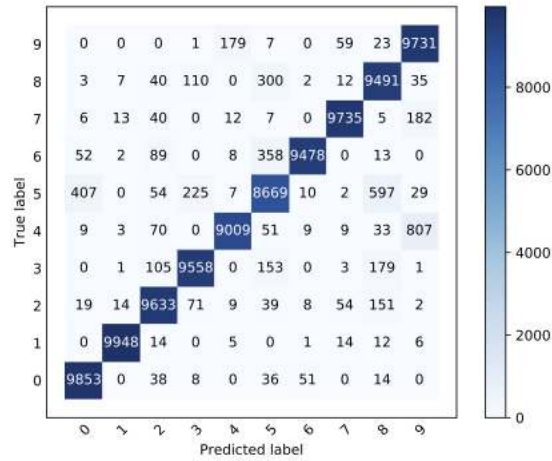 9 0 0 0 1 179 7 0 59 23 9731
8 3 7 40 110 0 300 2 12 9491 35
7 6 13 40 0 12 7 0 9735 5 182
6 52 2 89 0 8 358 9478 0 13 0
5 407 0 54 225 7 8669 10 2 597 29
4 9 3 70 0 9009 51 9 9 33 807
3 0 1 105 9558 0 153 0 3 179 1
2 19 14 9633 71 9 39 8 54 151 2
1 0 9948 14 0 5 0 1 14 12 6
0 9853 0 38 8 0 36 51 0 14 0
0 1 2 3 4 5 6 7 8 9
True label
Predicted label
8000
6000
4000
2000
0